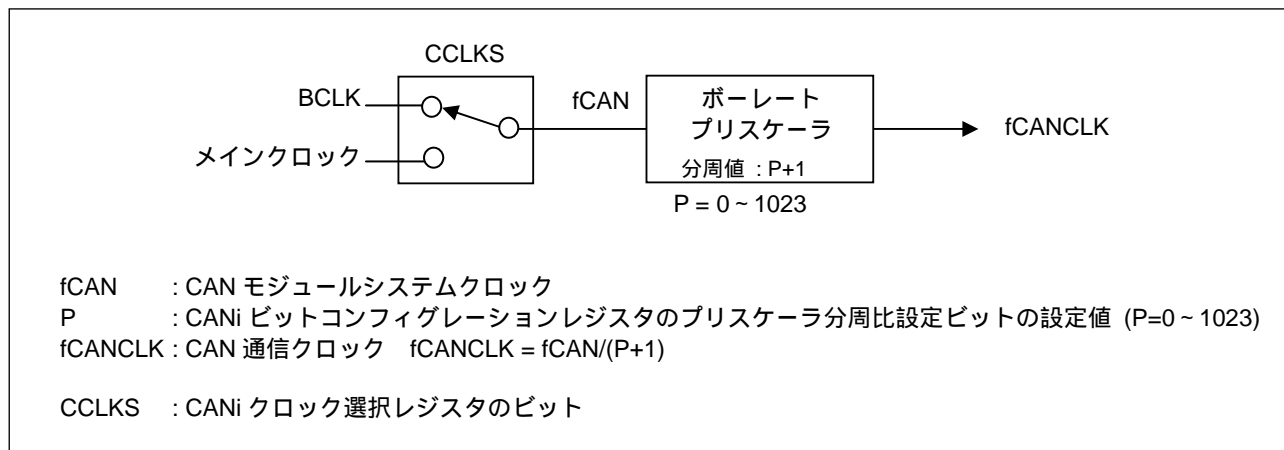 CCLKS
BCLK
メインクロック
fCAN
ボーレート
プリスケーラ
分周値 : P+1
P = 0 ~ 1023
fCANCLK
fCAN : CAN モジュールシステムクロック
P : CANi ビットコンフィグレーションレジスタのプリスケーラ分周比設定ビットの設定値 (P=0 ~ 1023)
fCANCLK : CAN 通信クロック fCANCLK = fCAN/(P+1)
CCLKS : CANi クロック選択レジスタのビット